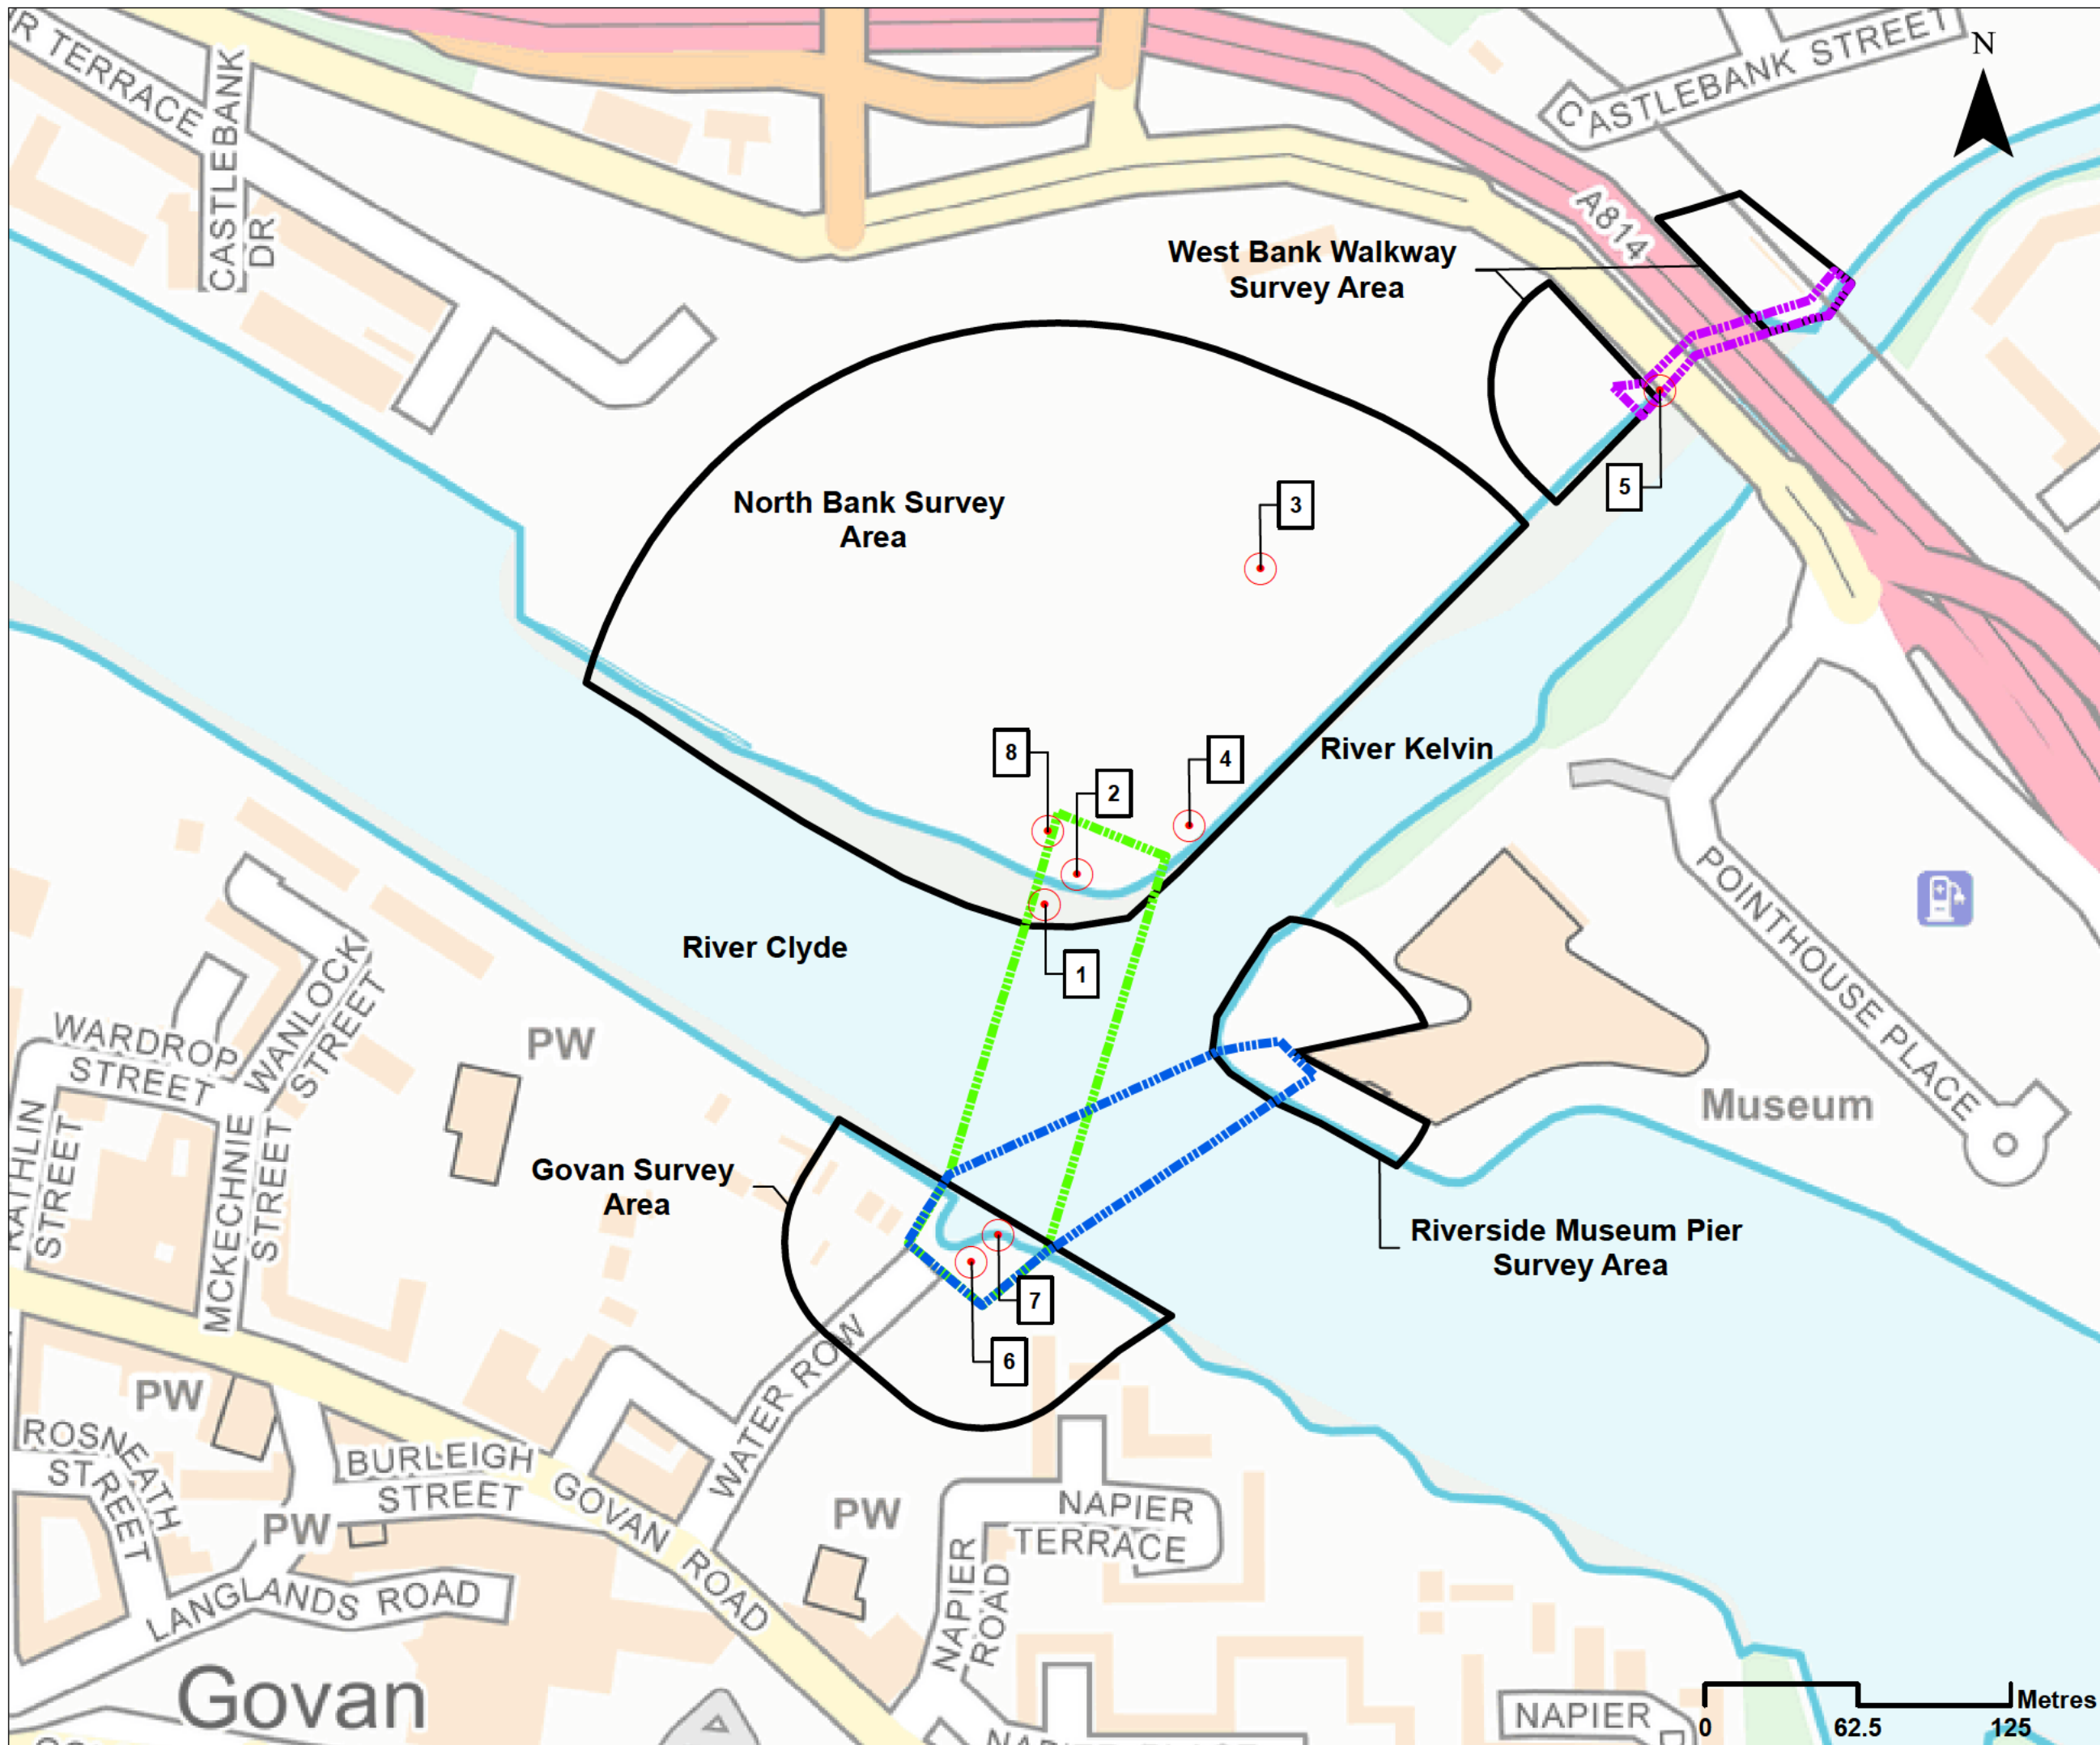 R TERRACE
CASTLEBANK
DR
CASTLEBANK STREET
N
A814
West Bank Walkway
Survey Area
North Bank Survey
Area
3
5
8
2
4
1
River Kelvin
River Clyde
POINTHOUSE PLACE
Museum
WARDROP
STREET
WANLOCK
STREET
PW
MCKECHNIE
STREET
STREET
Govan Survey
Area
Riverside Museum Pier
Survey Area
7
6
WATER ROW
PW
ROSNEATH
STREET
BURLEIGH
STREET
GOVAN ROAD
PW
PW
LANGLANDS ROAD
NAPIER
TERRACE
NAPIER
ROAD
Govan
NAPIER
Metres
0
62.5
125